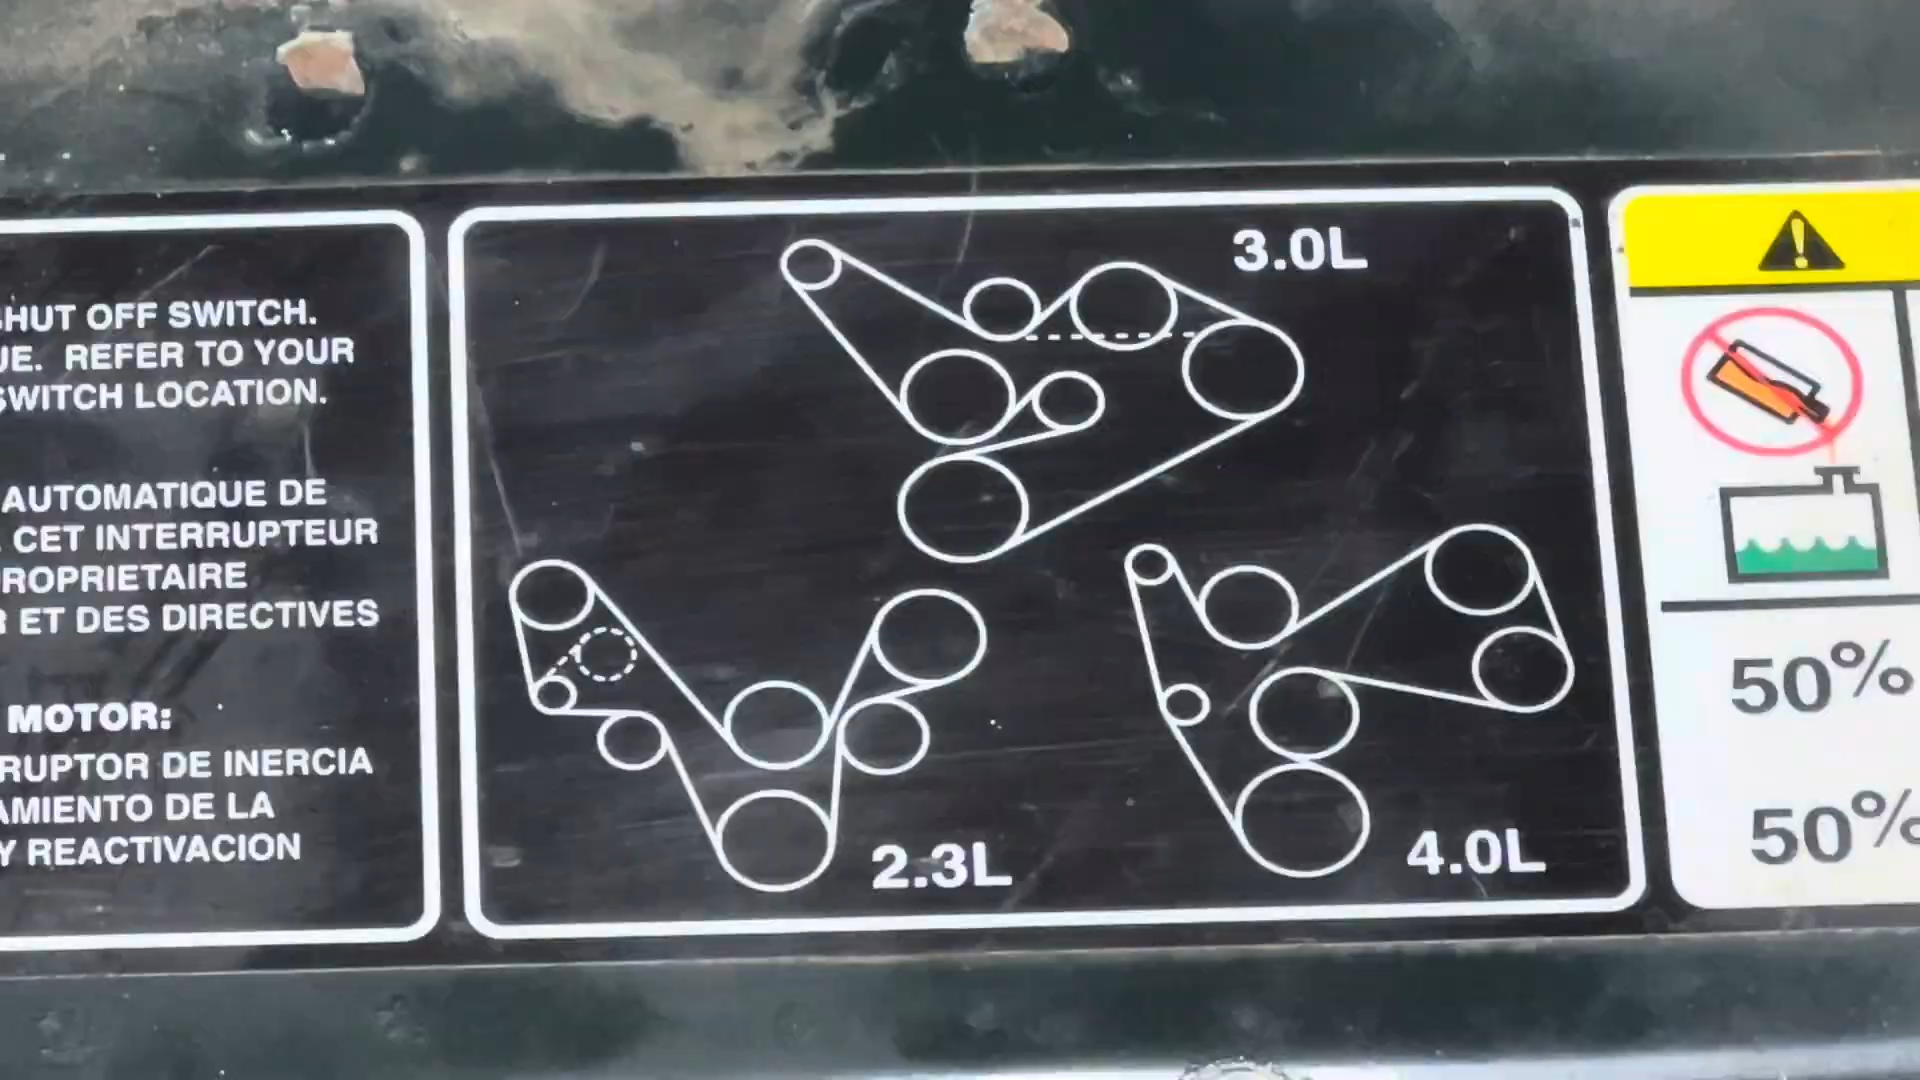 SHUT OFF SWITCH.
UE. REFER TO YOUR
SWITCH LOCATION.
AUTOMATIQUE DE
CET INTERRUPTEUR
ROPRIETAIRE
R ET DES DIRECTIVES
MOTOR:
RRUPTOR DE INERCIA
AMIENTO DE LA
Y REACTIVACION
3.0L
2.3L
4.0L
50%
50%